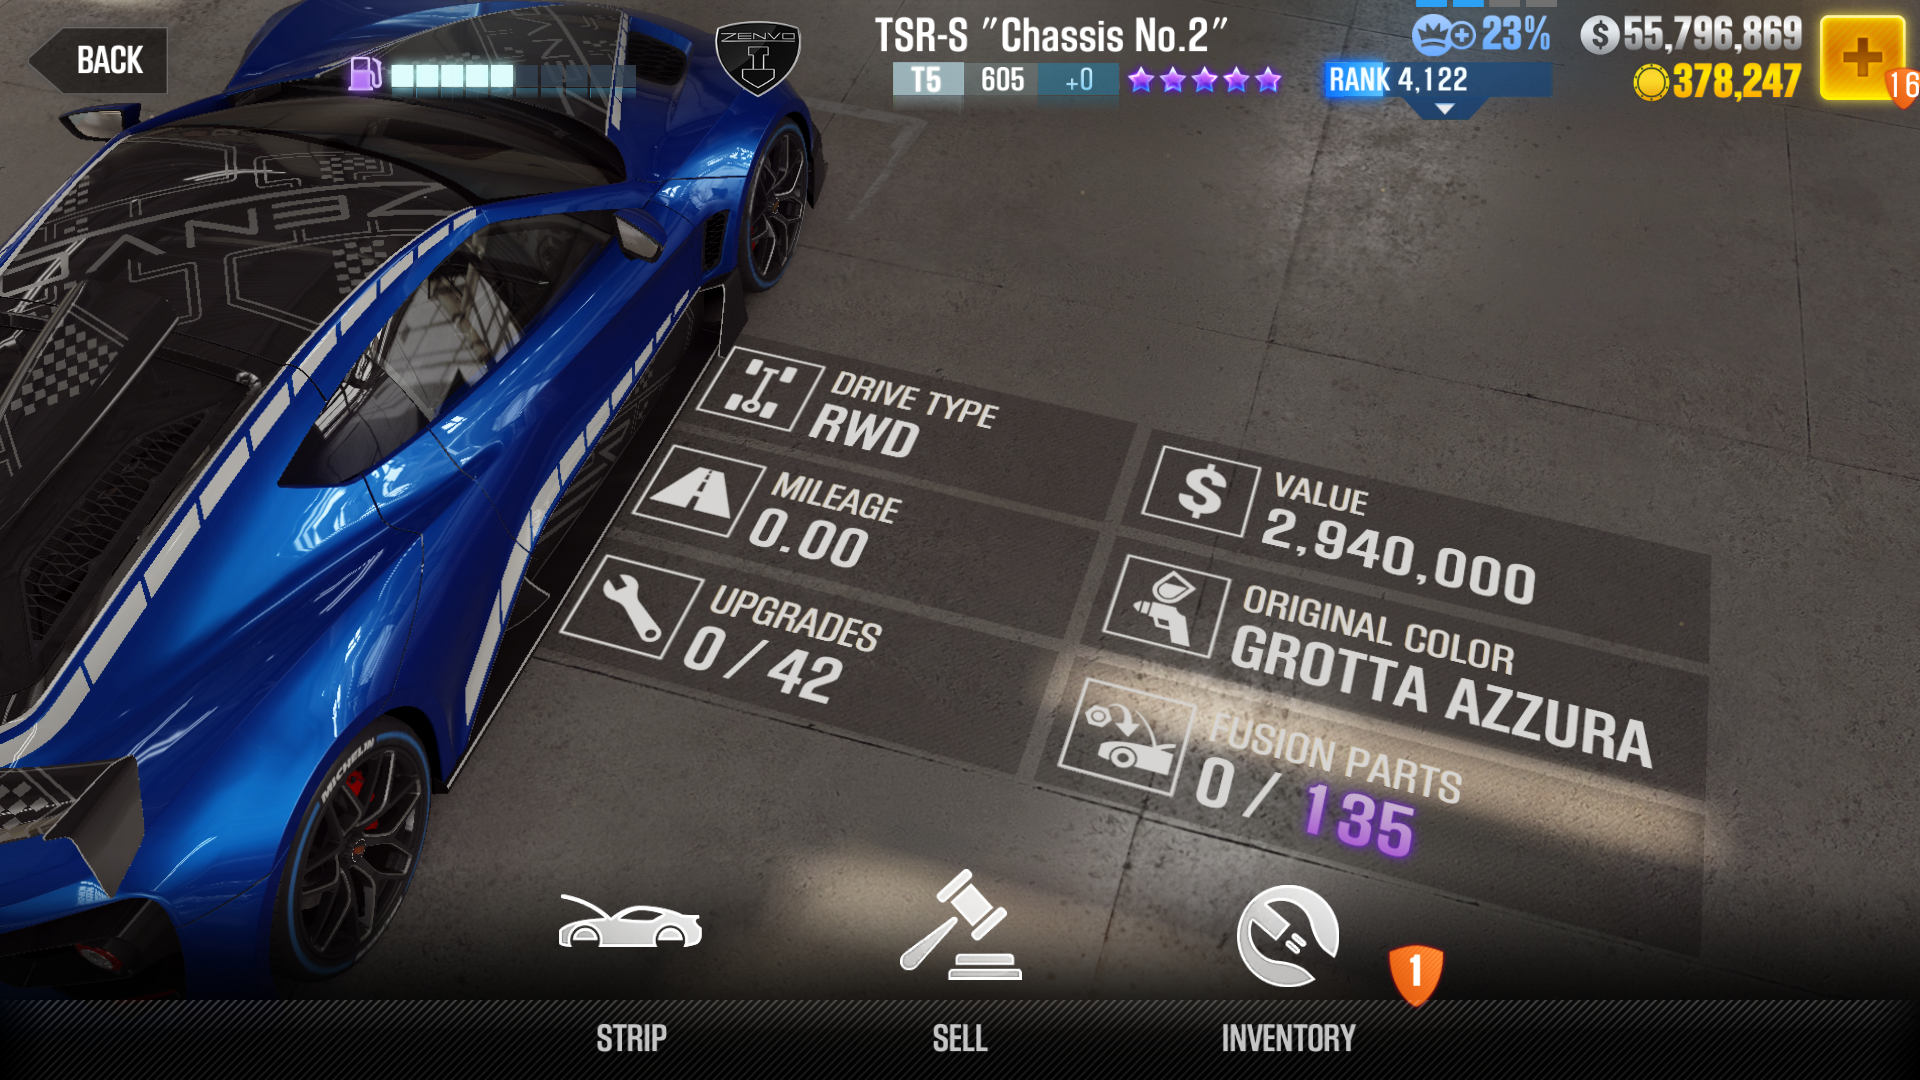 BACK
ZENVO
TSR-S "Chassis No.2"
T5 605 +0
23%
RANK 4,122
$ 55,796,869
378,247
16
ZENVO
DRIVE TYPE
RWD
MILEAGE
0.00
UPGRADES
0/42
$ VALUE
2,940,000
ORIGINAL COLOR
GROTTA AZZURA
FUSION PARTS
0/135
MICHELIN
1
STRIP
SELL
INVENTORY